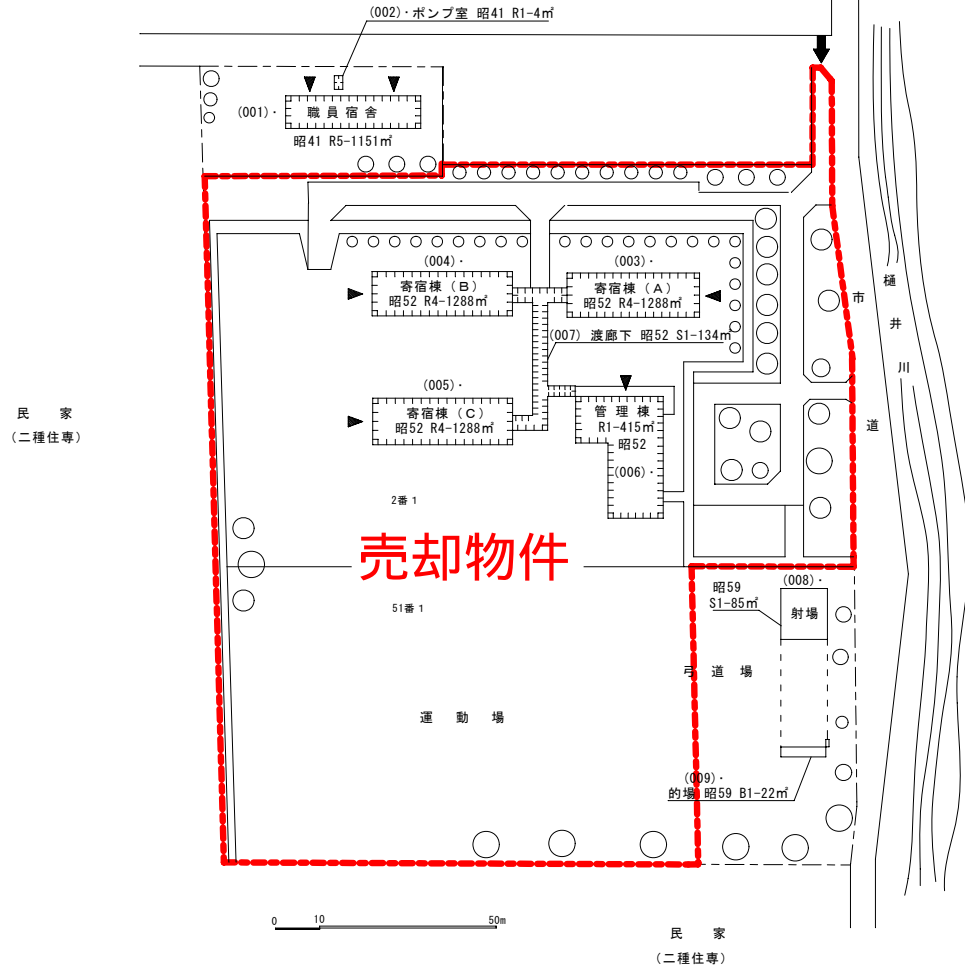 (002)・ポンプ室 昭41 R1-4㎡
(001)・
職員宿舎
昭41 R5-1151㎡
(004)・
寄宿棟（B）
昭52 R4-1288㎡
(003)・
寄宿棟（A）
昭52 R4-1288㎡
(007) 渡廊下 昭52 S1-134㎡
(005)・
寄宿棟（C）
昭52 R4-1288㎡
管理棟
R1-415㎡
昭52
(006)・
市道
樋井川
民家
（二種住専）
2番1
売却物件
51番1
昭59
S1-85㎡
(008)・
射場
弓道場
運動場
(009)・
的場 昭59 B1-22㎡
0 10 50m
民家
（二種住専）